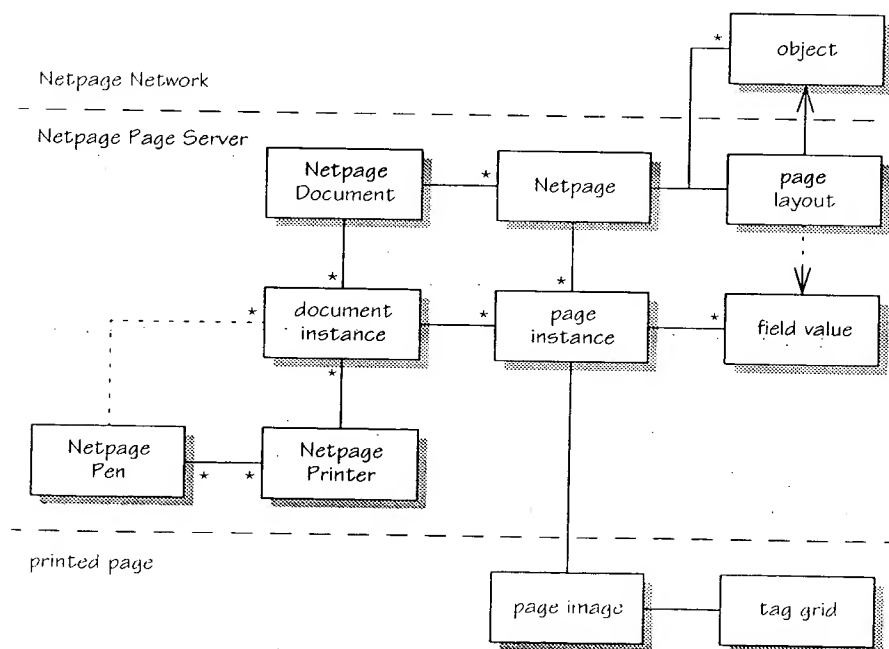 object
Netpage Network
Netpage Page Server
Netpage
Document
Netpage
page
layout
document
instance
page
instance
field value
Netpage
Pen
Netpage
Printer
printed page
page image
tag grid